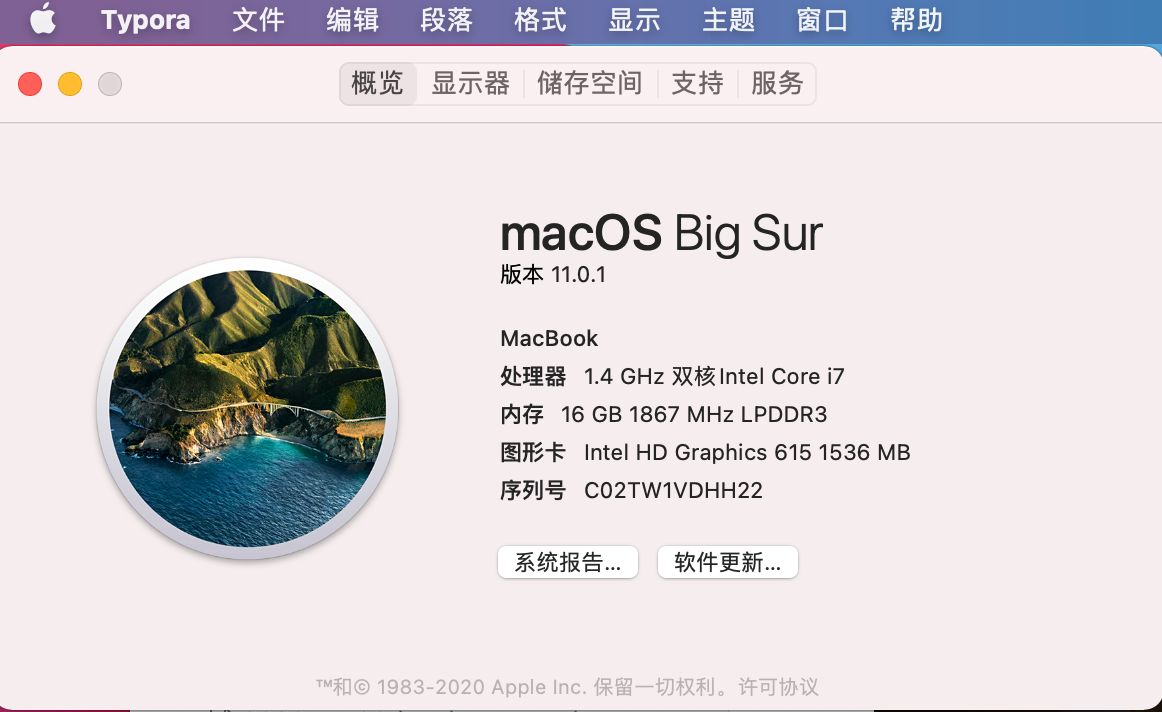 Typora 文件 编辑 段落 格式 显示 主题 窗口 帮助
概览 显示器 储存空间 支持 服务
macOS Big Sur
版本 11.0.1
MacBook
处理器 1.4 GHz 双核Intel Core i7
内存 16 GB 1867 MHz LPDDR3
图形卡 Intel HD Graphics 615 1536 MB
序列号 C02TW1VDHH22
系统报告... 软件更新...
™和© 1983-2020 Apple Inc. 保留一切权利。许可协议